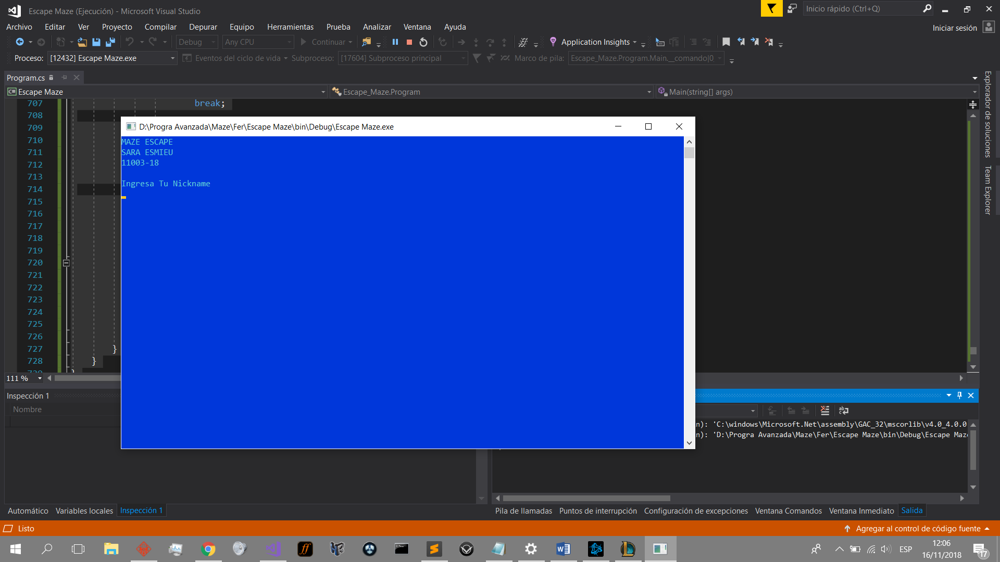 Escape Maze (Ejecución) - Microsoft Visual Studio
Inicio rápido (Ctrl+Q)
Archivo Editar Ver Proyecto Compilar Depurar Equipo Herramientas Prueba Analizar Ventana Ayuda
Iniciar sesión
Debug Any CPU Continuar Application Insights
Proceso: [12432] Escape Maze.exe Eventos del ciclo de vida Subproceso: [17604] Subproceso principal Marco de pila: Escape_Maze.Program.Main.__comando|0
Program.cs
Escape Maze Escape_Maze.Program Main(string[] args)
707 break;
708
709
710
711
712
713
714
715
716
717
718
719
720
721
722
723
724
725
726
727 }
728 }
729 }
D:\Progra Avanzada\Maze\Fer\Escape Maze\bin\Debug\Escape Maze.exe
MAZE ESCAPE
SARA ESMIEU
11003-18
Ingresa Tu Nickname
Explorador de soluciones
Team Explorer
111 %
Inspección 1
Nombre
n): 'C:\windows\Microsoft.Net\assembly\GAC_32\mscorlib\v4.0_4.0.0
n): 'D:\Progra Avanzada\Maze\Fer\Escape Maze\bin\Debug\Escape Maze
Automático Variables locales Inspección 1
Pila de llamadas Puntos de interrupción Configuración de excepciones Ventana Comandos Ventana Inmediato Salida
Listo
Agregar al control de código fuente
ESP
12:06
16/11/2018
17